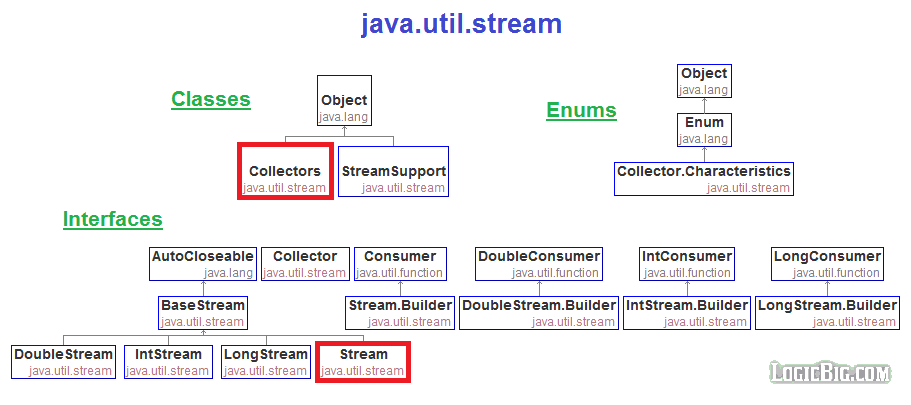 java.util.stream
Classes
Object
java.lang
Collectors
java.util.stream
StreamSupport
java.util.stream
Enums
Object
java.lang
Enum
java.lang
Collector.Characteristics
java.util.stream
Interfaces
AutoCloseable
java.lang
Collector
java.util.stream
Consumer
java.util.function
DoubleConsumer
java.util.function
IntConsumer
java.util.function
LongConsumer
java.util.function
BaseStream
java.util.stream
Stream.Builder
java.util.stream
DoubleStream.Builder
java.util.stream
IntStream.Builder
java.util.stream
LongStream.Builder
java.util.stream
DoubleStream
java.util.stream
IntStream
java.util.stream
LongStream
java.util.stream
Stream
java.util.stream
LogicBig.com